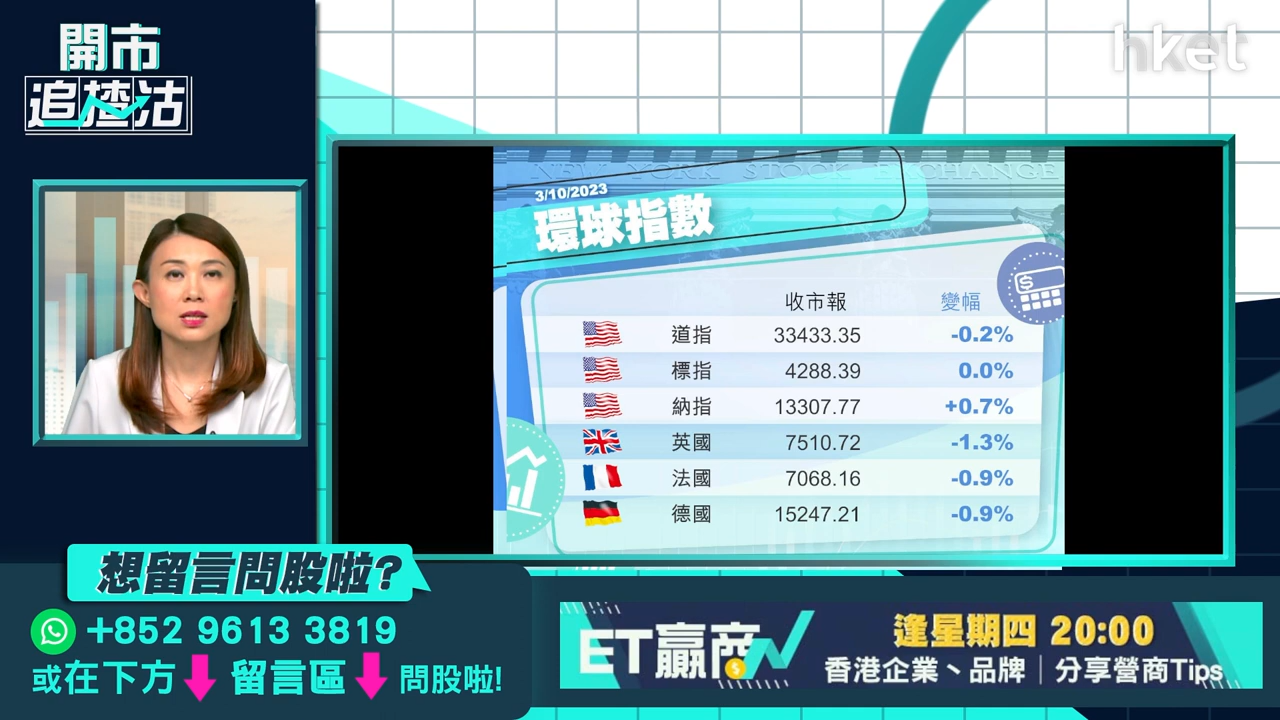 開市
追揸沽
hket
NEW YORK STOCK EXCHANGE
3/10/2023
環球指數
收市報 變幅
道指 33433.35 -0.2%
標指 4288.39 0.0%
納指 13307.77 +0.7%
英國 7510.72 -1.3%
法國 7068.16 -0.9%
德國 15247.21 -0.9%
想留言問股啦?
+852 9613 3819
或在下方 留言區 問股啦!
ET贏商
逢星期四 20:00
香港企業、品牌｜分享營商Tips